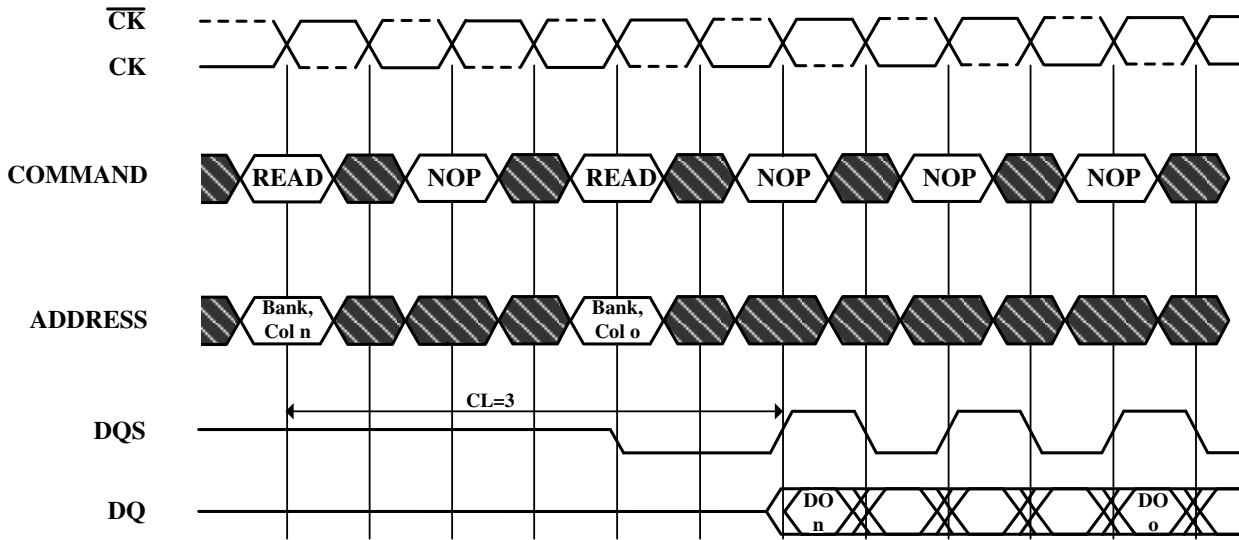 CK
CK
COMMAND
READ
NOP
READ
NOP
NOP
NOP
ADDRESS
Bank,
Col n
Bank,
Col o
CL=3
DQS
DQ
DO
n
DO
o